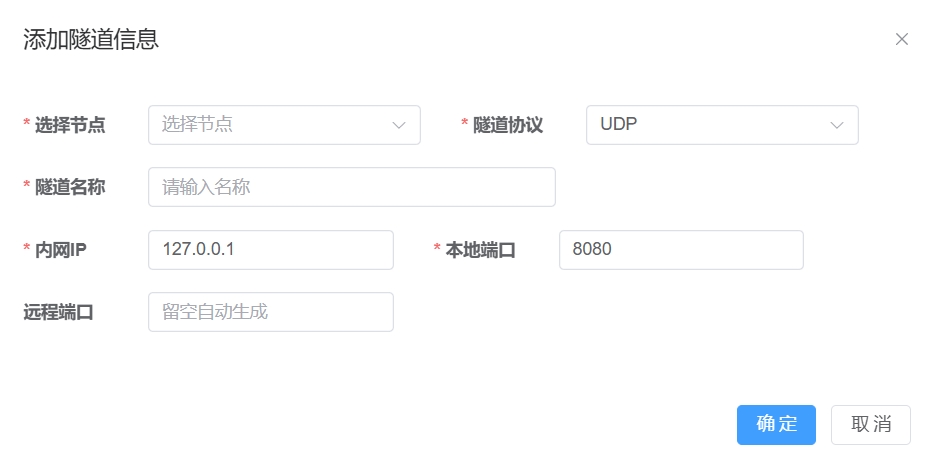 添加隧道信息
* 选择节点 选择节点 * 隧道协议 UDP
* 隧道名称 请输入名称
* 内网IP 127.0.0.1 * 本地端口 8080
远程端口 留空自动生成
确定 取消